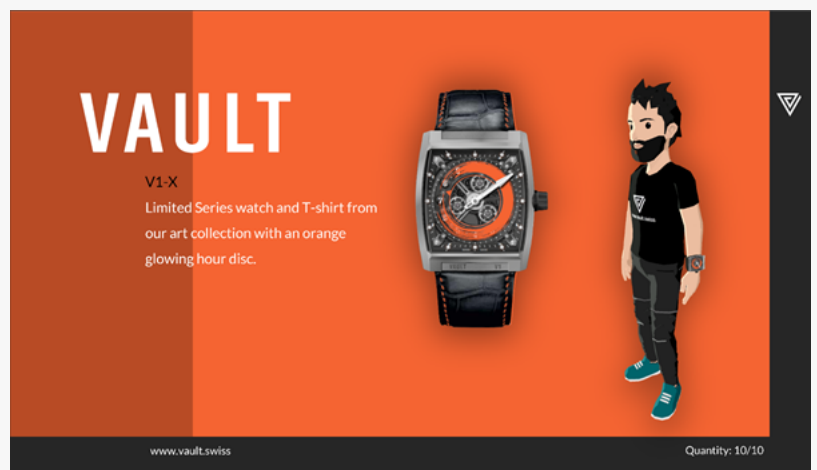 VAULT
V1-X
Limited Series watch and T-shirt from
our art collection with an orange
glowing hour disc.
www.vault.swiss
Quantity: 10/10